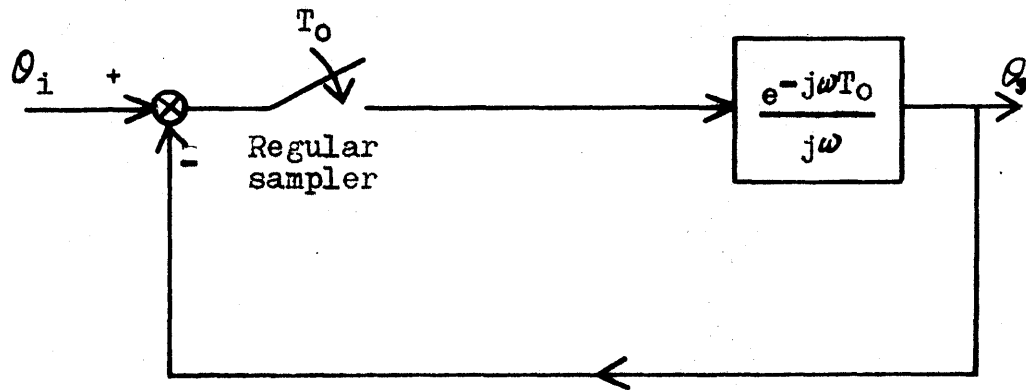 T₀
θᵢ
+
e⁻ʲωT₀
jω
-
Regular
sampler